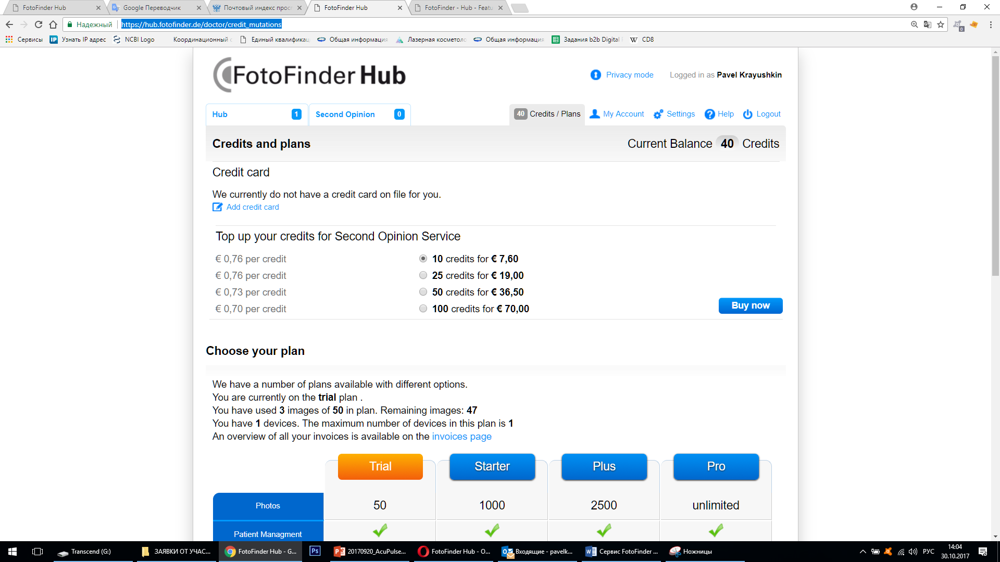 FotoFinder Hub
Google Переводчик
Почтовый индекс прос
FotoFinder Hub
FotoFinder - Hub - Featu
Надежный
https://hub.fotofinder.de/doctor/credit_mutations
Сервисы
IP
Узнать IP адрес
NCBI Logo
Координационный
Единый квалификац
Общая информация
Лазерная косметоло
Общая информация
Задания b2b Digital
W
CD8
0
FotoFinder Hub
Privacy mode
Logged in as Pavel Krayushkin
Hub 1
Second Opinion 0
40 Credits / Plans
My Account
Settings
Help
Logout
Credits and plans
Current Balance 40 Credits
Credit card
We currently do not have a credit card on file for you.
Add credit card
Top up your credits for Second Opinion Service
€ 0,76 per credit 10 credits for € 7,60
€ 0,76 per credit 25 credits for € 19,00
€ 0,73 per credit 50 credits for € 36,50
€ 0,70 per credit 100 credits for € 70,00
Buy now
Choose your plan
We have a number of plans available with different options.
You are currently on the trial plan .
You have used 3 images of 50 in plan. Remaining images: 47
You have 1 devices. The maximum number of devices in this plan is 1
An overview of all your invoices is available on the invoices page
Trial Starter Plus Pro
Photos 50 1000 2500 unlimited
Patient Managment
Transcend (G:)
ЗАЯВКИ ОТ УЧАС...
FotoFinder Hub - G...
Ps
20170920_AcuPulse...
FotoFinder Hub - O...
Входящие - pavelk...
Сервис FotoFinder ...
Ножницы
РУС
14:04
30.10.2017